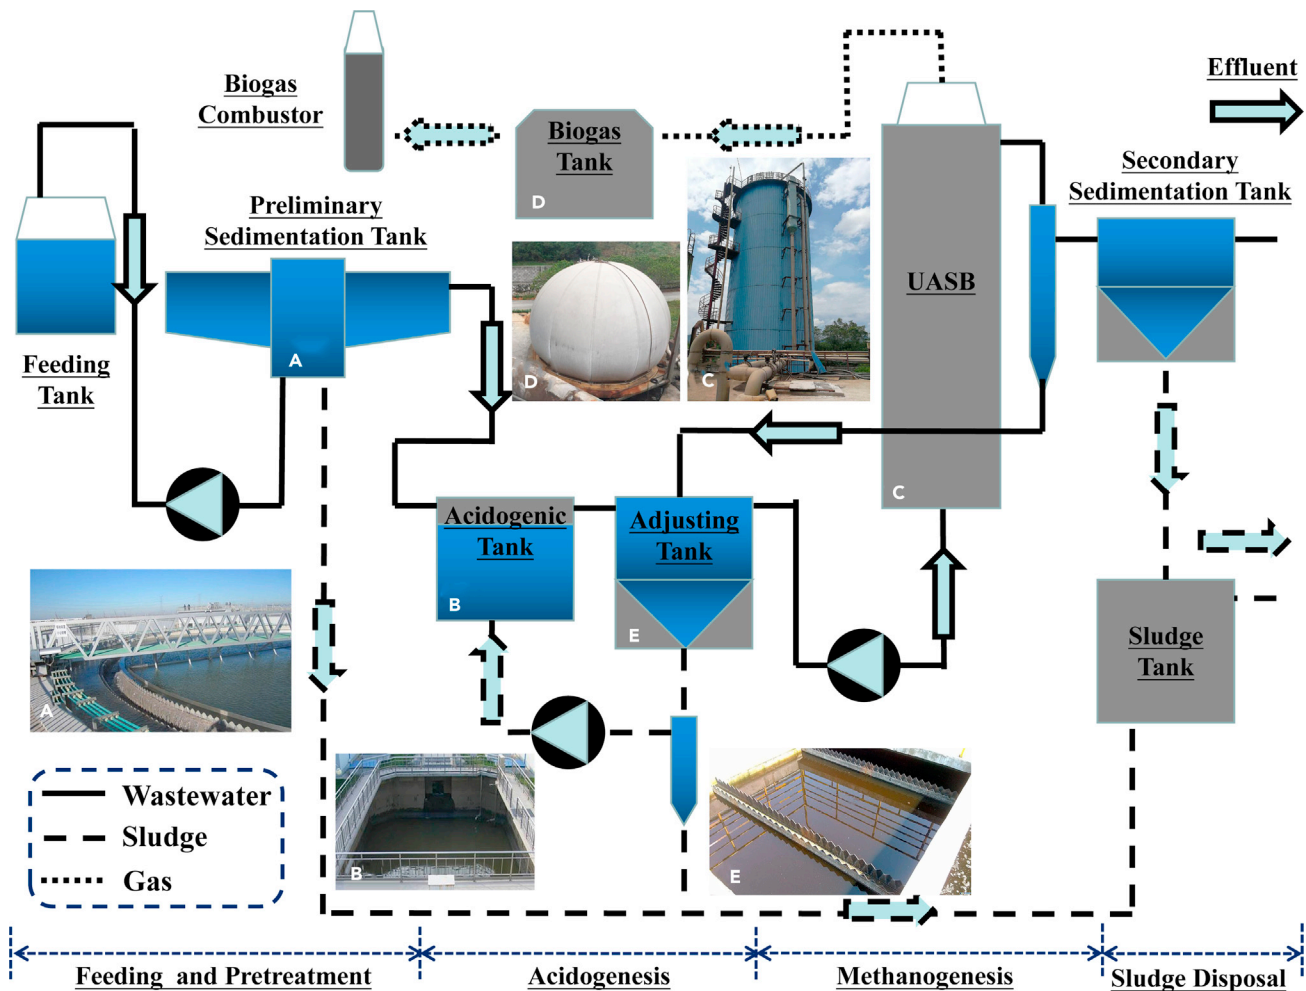 Biogas
Combustor
Effluent
Biogas
Tank
D
Secondary
Sedimentation Tank
Preliminary
Sedimentation Tank
UASB
A
Feeding
Tank
D
C
C
Acidogenic
Tank
B
Adjusting
Tank
E
Sludge
Tank
A
B
E
Wastewater
Sludge
Gas
Feeding and Pretreatment
Acidogenesis
Methanogenesis
Sludge Disposal